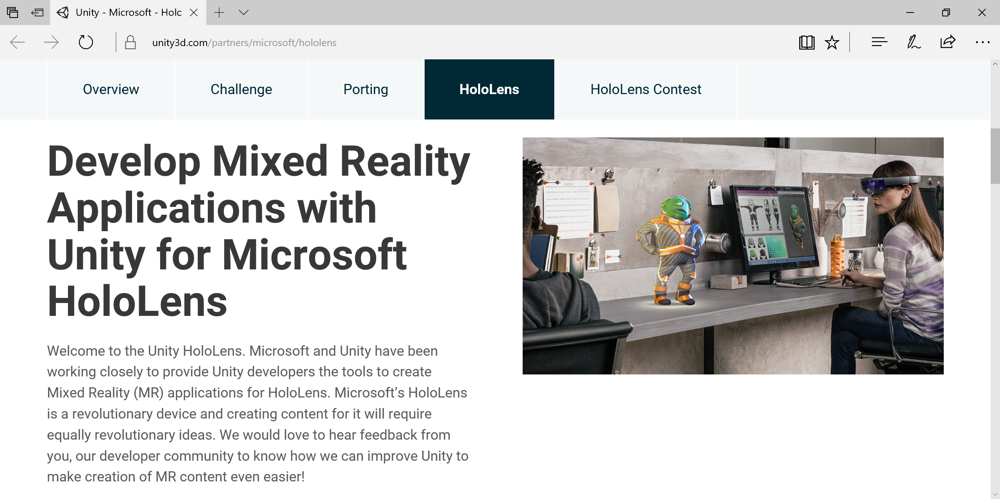 Unity - Microsoft - Holc
unity3d.com/partners/microsoft/hololens
Overview
Challenge
Porting
HoloLens
HoloLens Contest
Develop Mixed Reality
Applications with
Unity for Microsoft
HoloLens
Welcome to the Unity HoloLens. Microsoft and Unity have been
working closely to provide Unity developers the tools to create
Mixed Reality (MR) applications for HoloLens. Microsoft’s HoloLens
is a revolutionary device and creating content for it will require
equally revolutionary ideas. We would love to hear feedback from
you, our developer community to know how we can improve Unity to
make creation of MR content even easier!